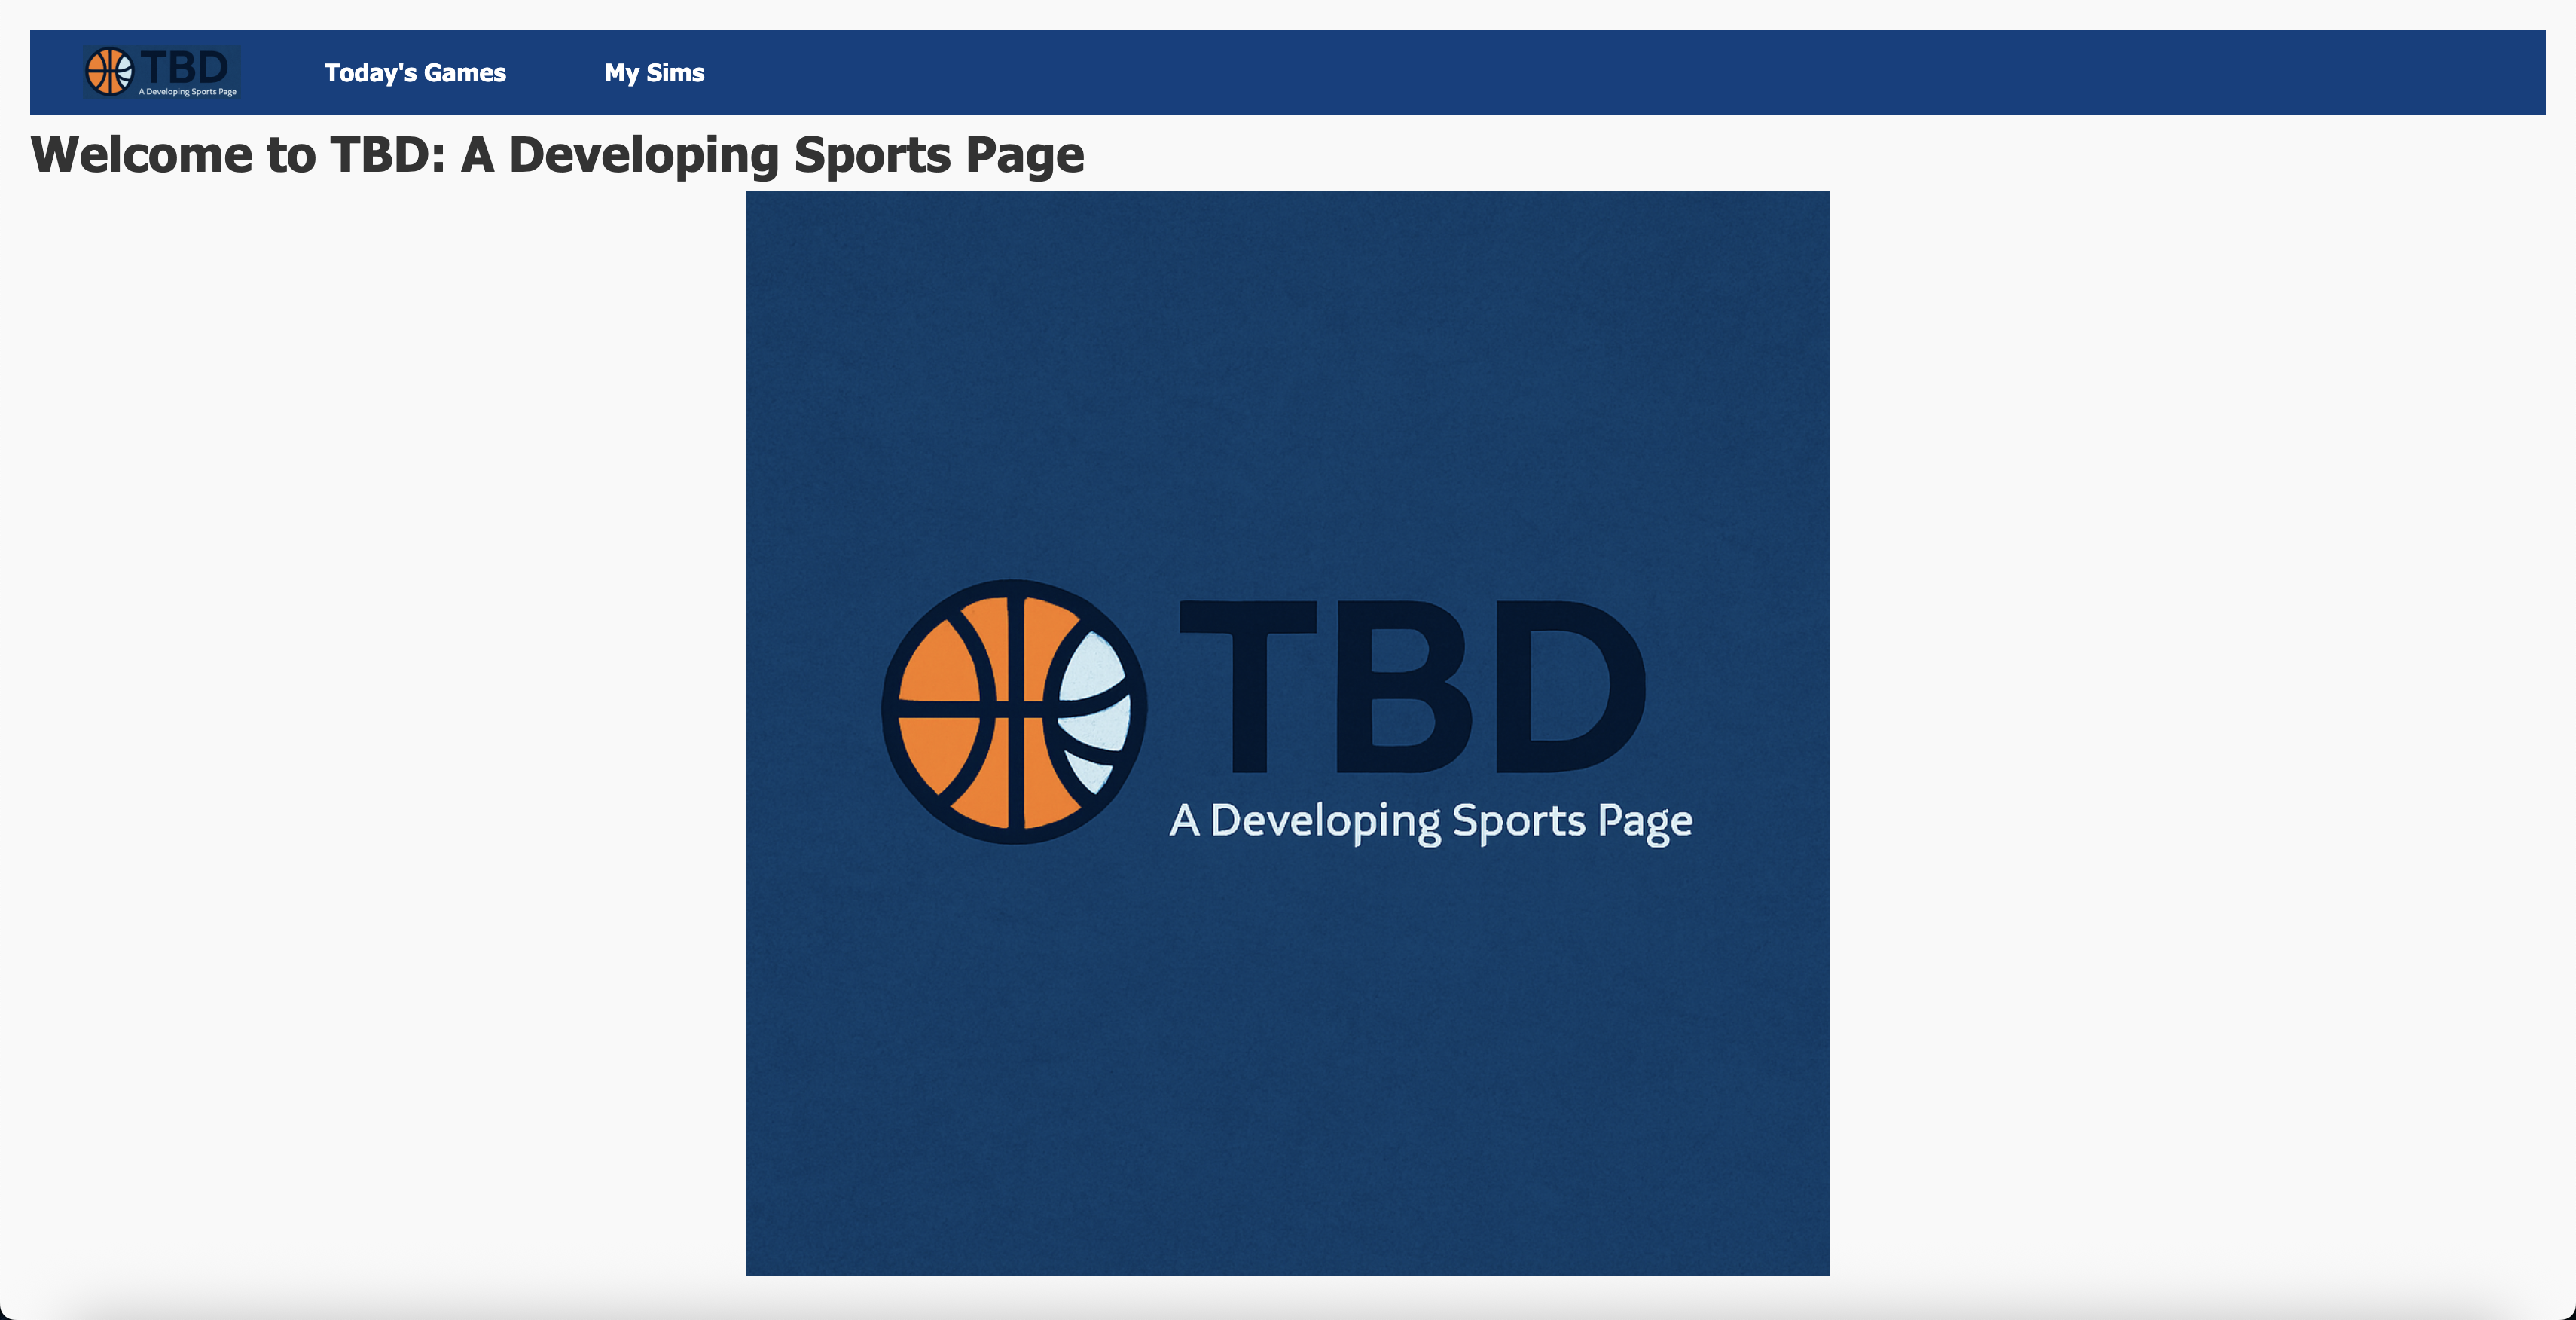 TBD
A Developing Sports Page
Today's Games
My Sims
Welcome to TBD: A Developing Sports Page
TBD
A Developing Sports Page